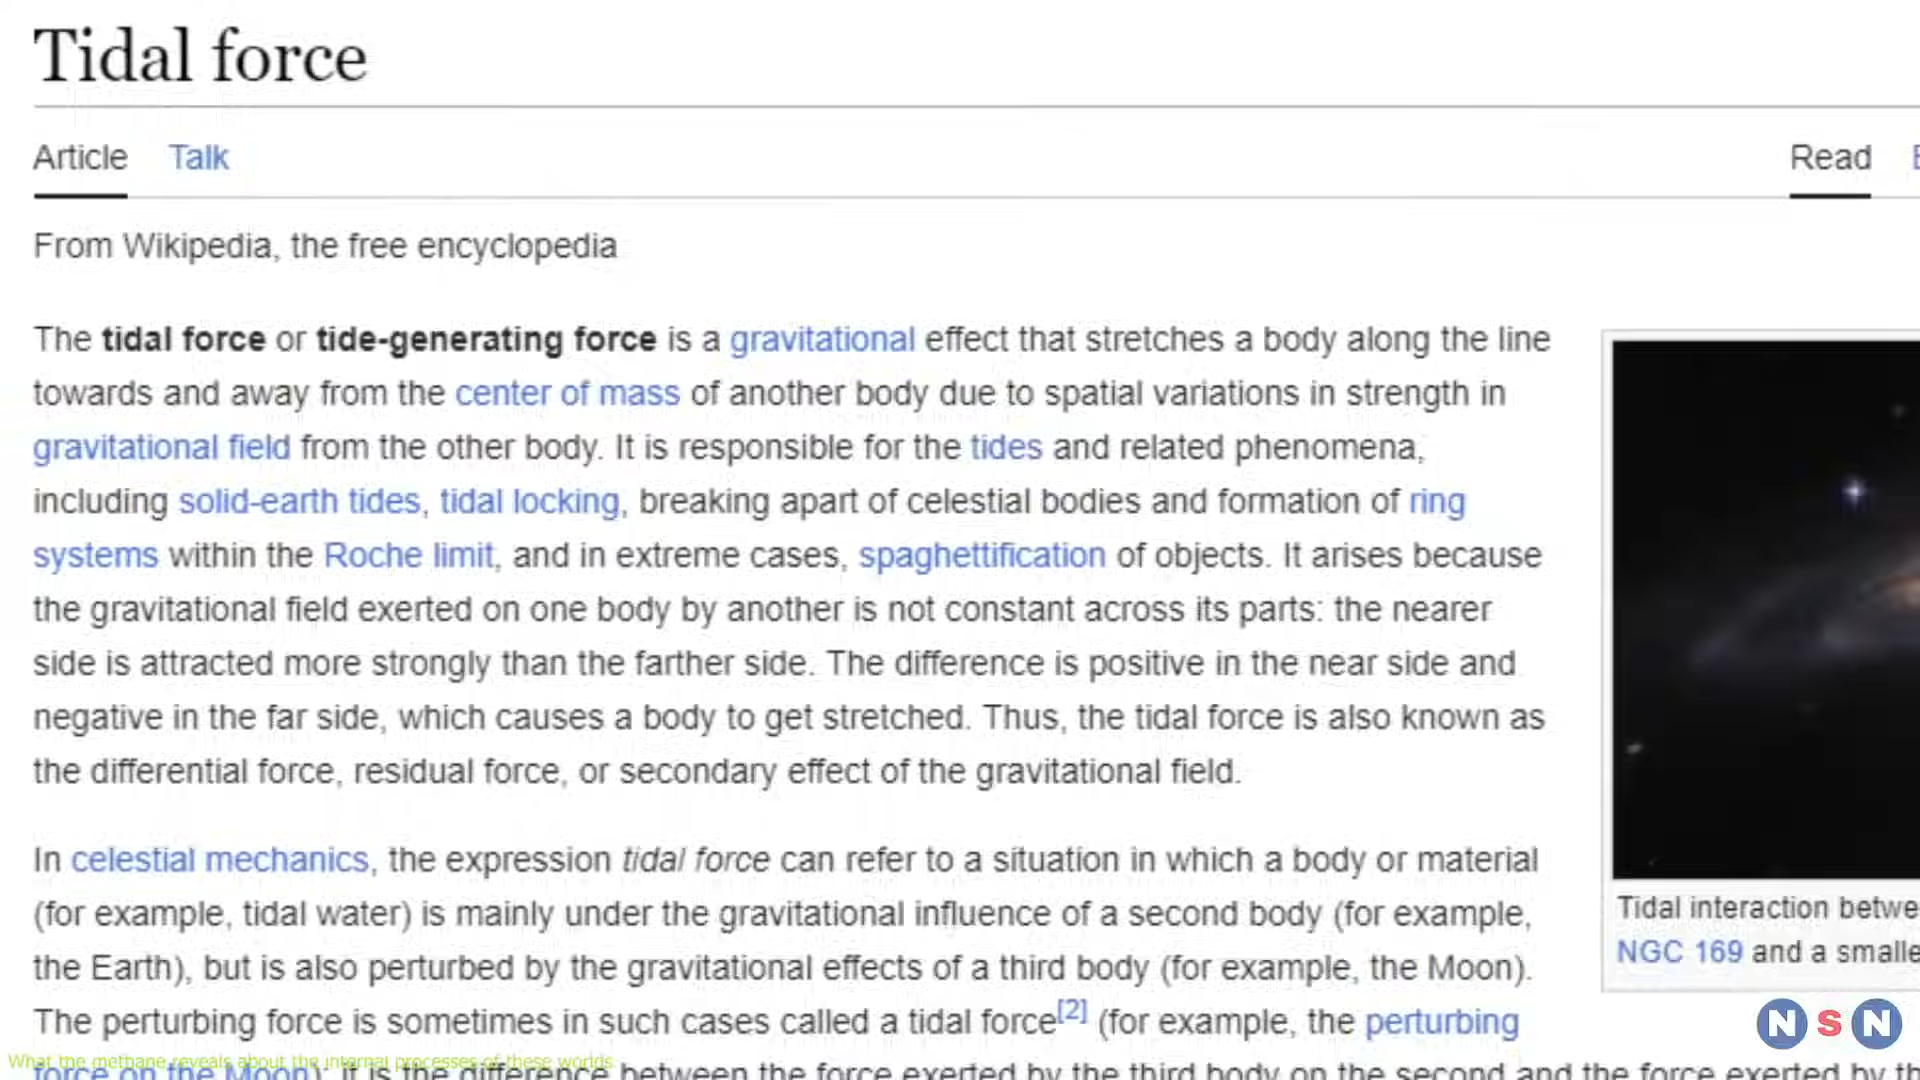 Tidal force
Article Talk Read
From Wikipedia, the free encyclopedia
The tidal force or tide-generating force is a gravitational effect that stretches a body along the line
towards and away from the center of mass of another body due to spatial variations in strength in
gravitational field from the other body. It is responsible for the tides and related phenomena,
including solid-earth tides, tidal locking, breaking apart of celestial bodies and formation of ring
systems within the Roche limit, and in extreme cases, spaghettification of objects. It arises because
the gravitational field exerted on one body by another is not constant across its parts: the nearer
side is attracted more strongly than the farther side. The difference is positive in the near side and
negative in the far side, which causes a body to get stretched. Thus, the tidal force is also known as
the differential force, residual force, or secondary effect of the gravitational field.
In celestial mechanics, the expression tidal force can refer to a situation in which a body or material
(for example, tidal water) is mainly under the gravitational influence of a second body (for example,
the Earth), but is also perturbed by the gravitational effects of a third body (for example, the Moon).
The perturbing force is sometimes in such cases called a tidal force[2] (for example, the perturbing
force on the Moon): it is the difference between the force exerted by the third body on the second and the force exerted by
Tidal interaction
NGC 169 and a
NSN
What the methane reveals about the internal processes of these worlds